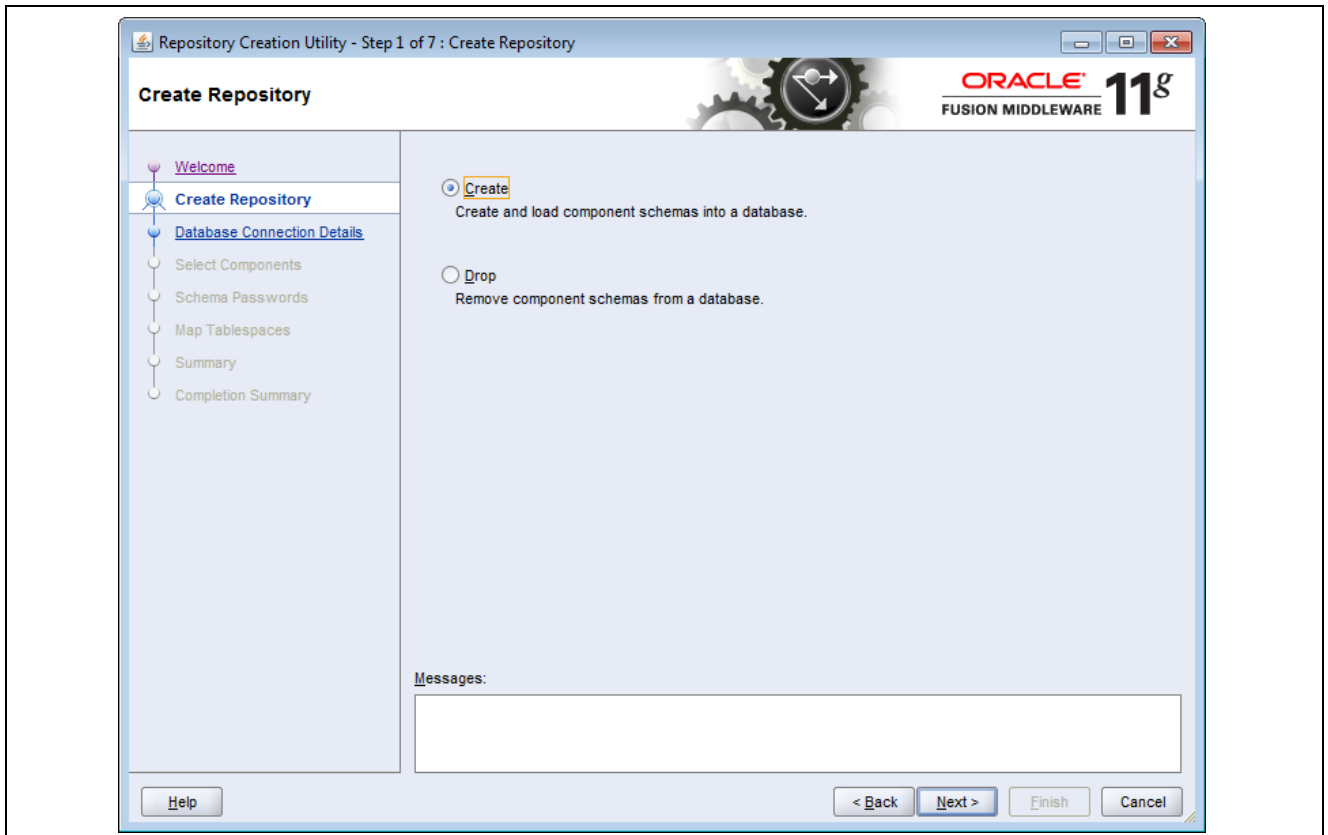 Repository Creation Utility - Step 1 of 7 : Create Repository
Create Repository
ORACLE
FUSION MIDDLEWARE
11g
Welcome
Create Repository
Database Connection Details
Select Components
Schema Passwords
Map Tablespaces
Summary
Completion Summary
Create
Create and load component schemas into a database.
Drop
Remove component schemas from a database.
Messages:
Help
< Back
Next >
Finish
Cancel